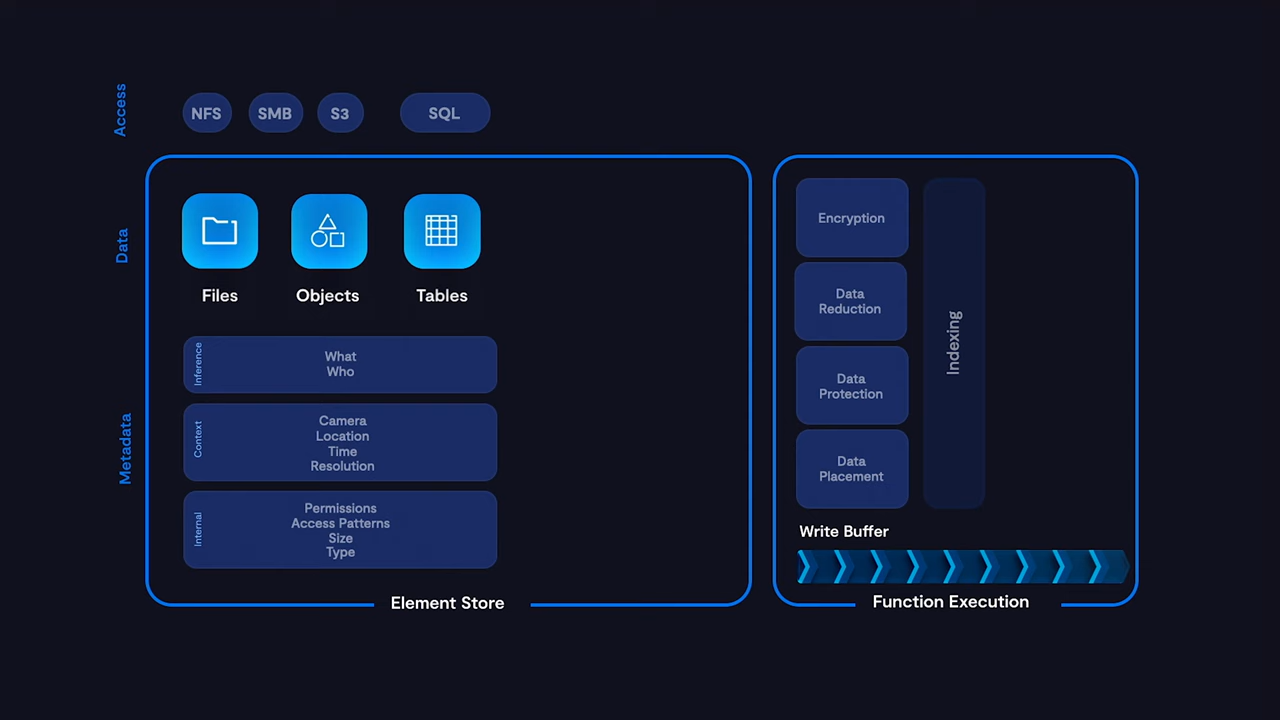 Access
NFS
SMB
S3
SQL
Data
Files
Objects
Tables
Metadata
Inference
What
Who
Context
Camera
Location
Time
Resolution
Internal
Permissions
Access Patterns
Size
Type
Element Store
Encryption
Data
Reduction
Data
Protection
Data
Placement
Indexing
Write Buffer
Function Execution